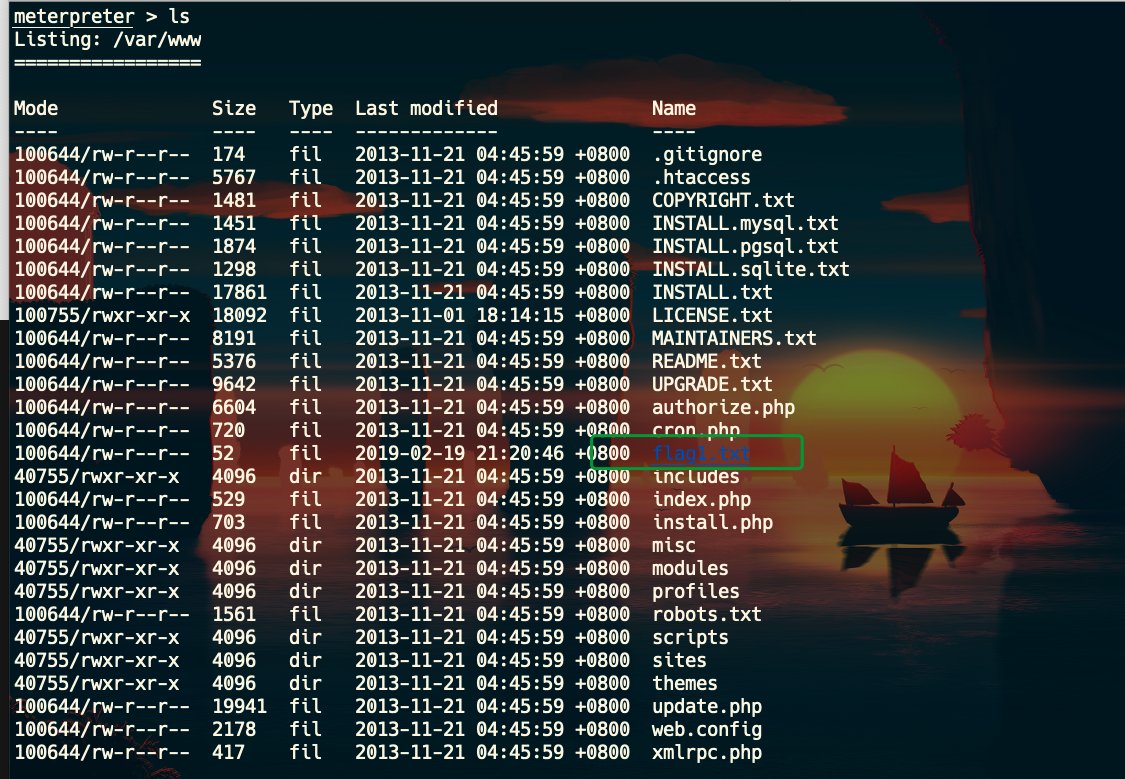 meterpreter > ls
Listing: /var/www
=================
Mode Size Type Last modified Name
---- ---- ---- ------------- ----
100644/rw-r--r-- 174 fil 2013-11-21 04:45:59 +0800 .gitignore
100644/rw-r--r-- 5767 fil 2013-11-21 04:45:59 +0800 .htaccess
100644/rw-r--r-- 1481 fil 2013-11-21 04:45:59 +0800 COPYRIGHT.txt
100644/rw-r--r-- 1451 fil 2013-11-21 04:45:59 +0800 INSTALL.mysql.txt
100644/rw-r--r-- 1874 fil 2013-11-21 04:45:59 +0800 INSTALL.pgsql.txt
100644/rw-r--r-- 1298 fil 2013-11-21 04:45:59 +0800 INSTALL.sqlite.txt
100644/rw-r--r-- 17861 fil 2013-11-21 04:45:59 +0800 INSTALL.txt
100755/rwxr-xr-x 18092 fil 2013-11-01 18:14:15 +0800 LICENSE.txt
100644/rw-r--r-- 8191 fil 2013-11-21 04:45:59 +0800 MAINTAINERS.txt
100644/rw-r--r-- 5376 fil 2013-11-21 04:45:59 +0800 README.txt
100644/rw-r--r-- 9642 fil 2013-11-21 04:45:59 +0800 UPGRADE.txt
100644/rw-r--r-- 6604 fil 2013-11-21 04:45:59 +0800 authorize.php
100644/rw-r--r-- 720 fil 2013-11-21 04:45:59 +0800 cron.php
100644/rw-r--r-- 52 fil 2019-02-19 21:20:46 +0800 flag1.txt
40755/rwxr-xr-x 4096 dir 2013-11-21 04:45:59 +0800 includes
100644/rw-r--r-- 529 fil 2013-11-21 04:45:59 +0800 index.php
100644/rw-r--r-- 703 fil 2013-11-21 04:45:59 +0800 install.php
40755/rwxr-xr-x 4096 dir 2013-11-21 04:45:59 +0800 misc
40755/rwxr-xr-x 4096 dir 2013-11-21 04:45:59 +0800 modules
40755/rwxr-xr-x 4096 dir 2013-11-21 04:45:59 +0800 profiles
100644/rw-r--r-- 1561 fil 2013-11-21 04:45:59 +0800 robots.txt
40755/rwxr-xr-x 4096 dir 2013-11-21 04:45:59 +0800 scripts
40755/rwxr-xr-x 4096 dir 2013-11-21 04:45:59 +0800 sites
40755/rwxr-xr-x 4096 dir 2013-11-21 04:45:59 +0800 themes
100644/rw-r--r-- 19941 fil 2013-11-21 04:45:59 +0800 update.php
100644/rw-r--r-- 2178 fil 2013-11-21 04:45:59 +0800 web.config
100644/rw-r--r-- 417 fil 2013-11-21 04:45:59 +0800 xmlrpc.php